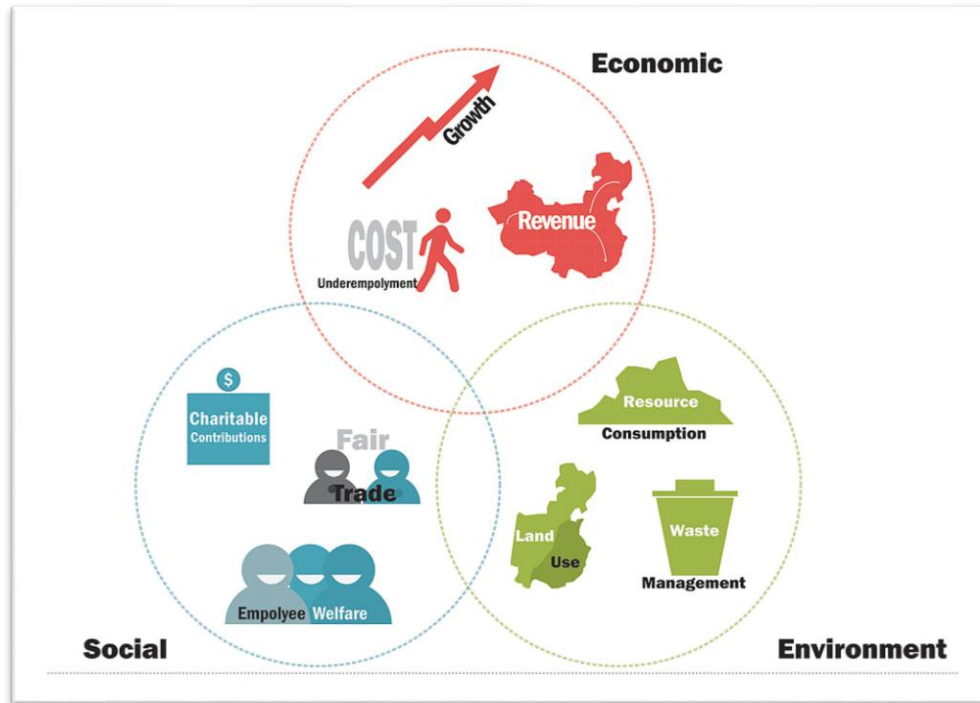 Economic
Growth
Revenue
COST
Underempolyment
$
Charitable
Contributions
Fair
Trade
Empolyee Welfare
Social
Resource
Consumption
Land
Use
Waste
Management
Environment